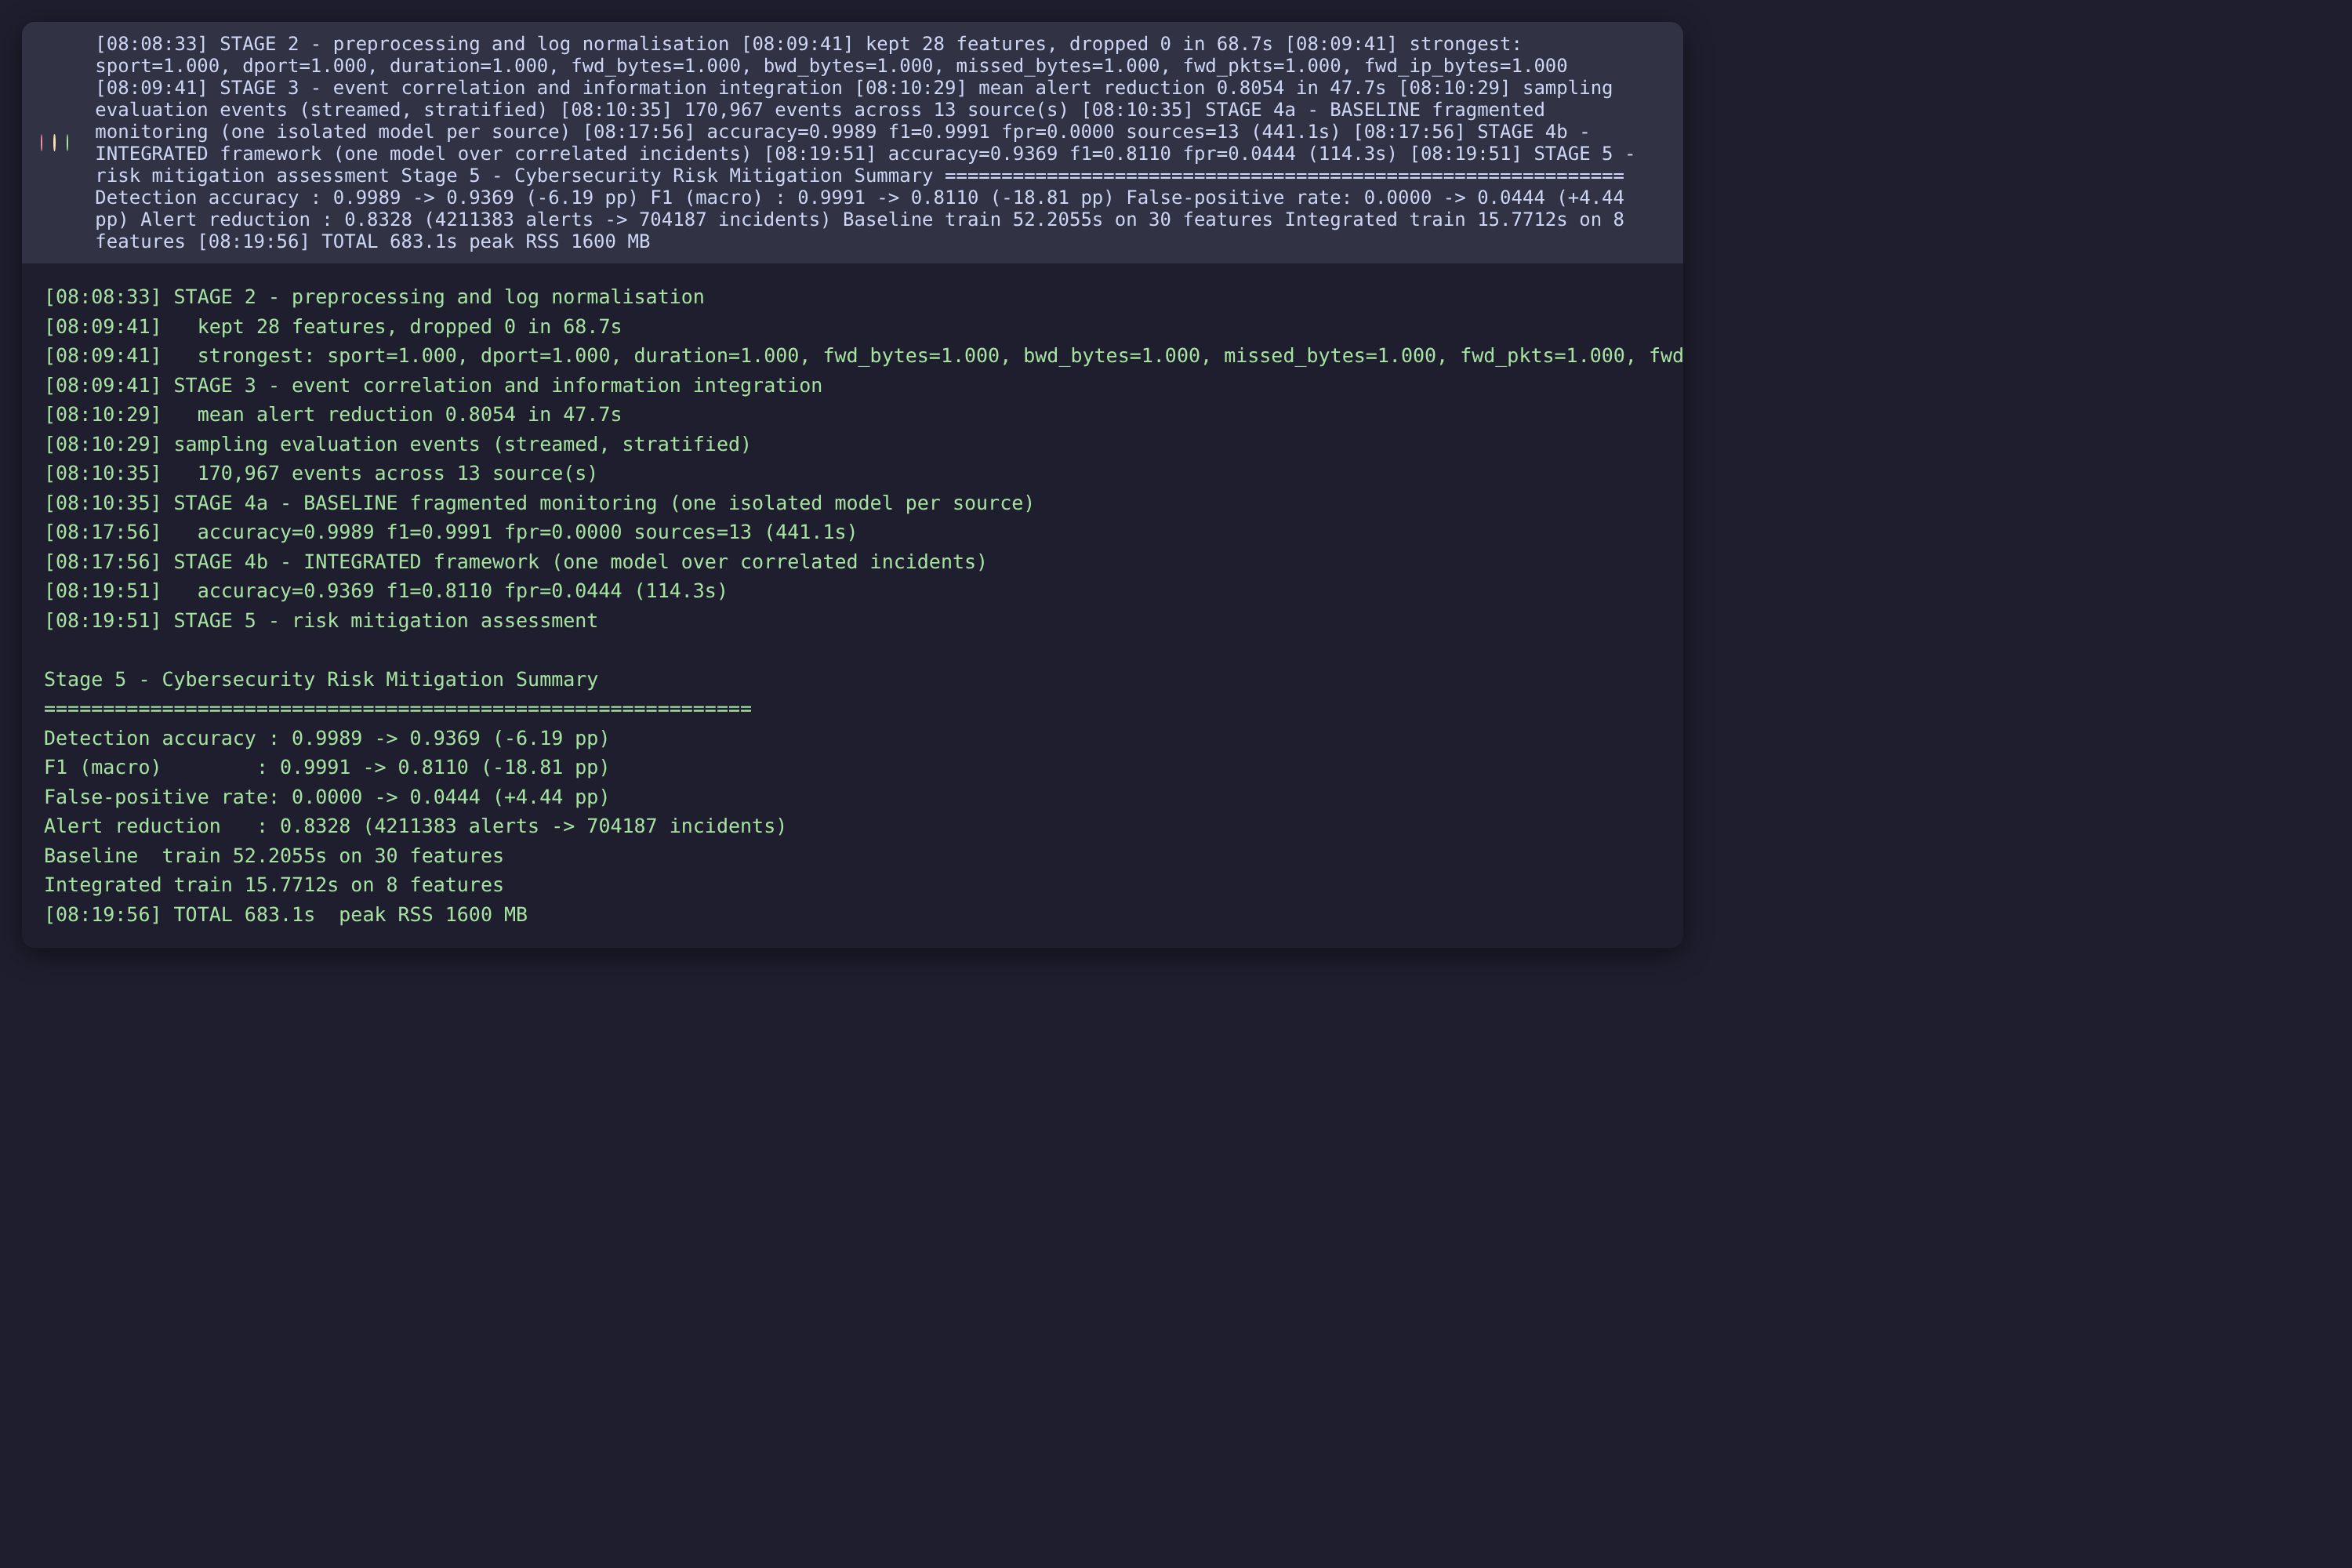 [08:08:33] STAGE 2 - preprocessing and log normalisation [08:09:41] kept 28 features, dropped 0 in 68.7s [08:09:41] strongest:
sport=1.000, dport=1.000, duration=1.000, fwd_bytes=1.000, bwd_bytes=1.000, missed_bytes=1.000, fwd_pkts=1.000, fwd_ip_bytes=1.000
[08:09:41] STAGE 3 - event correlation and information integration [08:10:29] mean alert reduction 0.8054 in 47.7s [08:10:29] sampling
evaluation events (streamed, stratified) [08:10:35] 170,967 events across 13 source(s) [08:10:35] STAGE 4a - BASELINE fragmented
monitoring (one isolated model per source) [08:17:56] accuracy=0.9989 f1=0.9991 fpr=0.0000 sources=13 (441.1s) [08:17:56] STAGE 4b -
INTEGRATED framework (one model over correlated incidents) [08:19:51] accuracy=0.9369 f1=0.8110 fpr=0.0444 (114.3s) [08:19:51] STAGE 5 -
risk mitigation assessment Stage 5 - Cybersecurity Risk Mitigation Summary ============================================================
Detection accuracy : 0.9989 -> 0.9369 (-6.19 pp) F1 (macro) : 0.9991 -> 0.8110 (-18.81 pp) False-positive rate: 0.0000 -> 0.0444 (+4.44
pp) Alert reduction : 0.8328 (4211383 alerts -> 704187 incidents) Baseline train 52.2055s on 30 features Integrated train 15.7712s on 8
features [08:19:56] TOTAL 683.1s peak RSS 1600 MB
[08:08:33] STAGE 2 - preprocessing and log normalisation
[08:09:41]   kept 28 features, dropped 0 in 68.7s
[08:09:41]   strongest: sport=1.000, dport=1.000, duration=1.000, fwd_bytes=1.000, bwd_bytes=1.000, missed_bytes=1.000, fwd_pkts=1.000, fwd
[08:09:41] STAGE 3 - event correlation and information integration
[08:10:29]   mean alert reduction 0.8054 in 47.7s
[08:10:29] sampling evaluation events (streamed, stratified)
[08:10:35]   170,967 events across 13 source(s)
[08:10:35] STAGE 4a - BASELINE fragmented monitoring (one isolated model per source)
[08:17:56]   accuracy=0.9989 f1=0.9991 fpr=0.0000 sources=13 (441.1s)
[08:17:56] STAGE 4b - INTEGRATED framework (one model over correlated incidents)
[08:19:51]   accuracy=0.9369 f1=0.8110 fpr=0.0444 (114.3s)
[08:19:51] STAGE 5 - risk mitigation assessment
Stage 5 - Cybersecurity Risk Mitigation Summary
============================================================
Detection accuracy : 0.9989 -> 0.9369 (-6.19 pp)
F1 (macro)        : 0.9991 -> 0.8110 (-18.81 pp)
False-positive rate: 0.0000 -> 0.0444 (+4.44 pp)
Alert reduction   : 0.8328 (4211383 alerts -> 704187 incidents)
Baseline  train 52.2055s on 30 features
Integrated train 15.7712s on 8 features
[08:19:56] TOTAL 683.1s  peak RSS 1600 MB